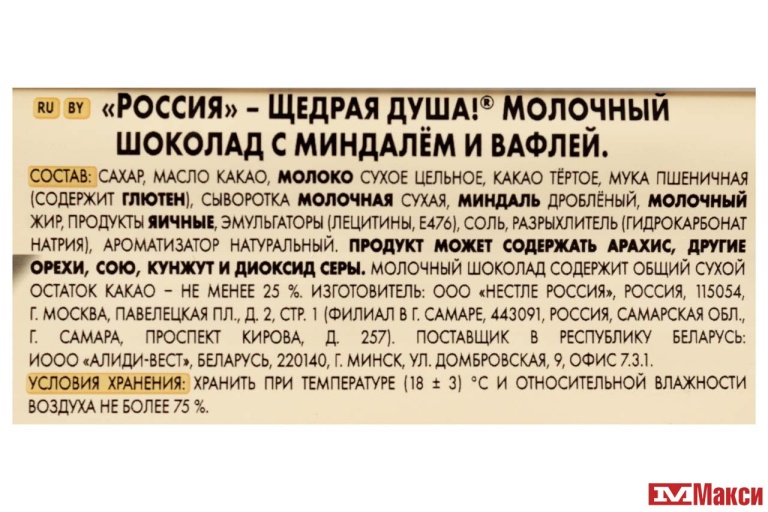 RU BY «РОССИЯ» – ЩЕДРАЯ ДУША!® МОЛОЧНЫЙ
ШОКОЛАД С МИНДАЛЁМ И ВАФЛЕЙ.
СОСТАВ: САХАР, МАСЛО КАКАО, МОЛОКО СУХОЕ ЦЕЛЬНОЕ, КАКАО ТЁРТОЕ, МУКА ПШЕНИЧНАЯ
(СОДЕРЖИТ ГЛЮТЕН), СЫВОРОТКА МОЛОЧНАЯ СУХАЯ, МИНДАЛЬ ДРОБЛЁНЫЙ, МОЛОЧНЫЙ
ЖИР, ПРОДУКТЫ ЯИЧНЫЕ, ЭМУЛЬГАТОРЫ (ЛЕЦИТИНЫ, Е476), СОЛЬ, РАЗРЫХЛИТЕЛЬ (ГИДРОКАРБОНАТ
НАТРИЯ), АРОМАТИЗАТОР НАТУРАЛЬНЫЙ. ПРОДУКТ МОЖЕТ СОДЕРЖАТЬ АРАХИС, ДРУГИЕ
ОРЕХИ, СОЮ, КУНЖУТ И ДИОКСИД СЕРЫ. МОЛОЧНЫЙ ШОКОЛАД СОДЕРЖИТ ОБЩИЙ СУХОЙ
ОСТАТОК КАКАО – НЕ МЕНЕЕ 25 %. ИЗГОТОВИТЕЛЬ: ООО «НЕСТЛЕ РОССИЯ», РОССИЯ, 115054,
Г. МОСКВА, ПАВЕЛЕЦКАЯ ПЛ., Д. 2, СТР. 1 (ФИЛИАЛ В Г. САМАРЕ, 443091, РОССИЯ, САМАРСКАЯ ОБЛ.,
Г. САМАРА, ПРОСПЕКТ КИРОВА, Д. 257). ПОСТАВЩИК В РЕСПУБЛИКУ БЕЛАРУСЬ:
ИООО «АЛИДИ-ВЕСТ», БЕЛАРУСЬ, 220140, Г. МИНСК, УЛ. ДОМБРОВСКАЯ, 9, ОФИС 7.3.1.
УСЛОВИЯ ХРАНЕНИЯ: ХРАНИТЬ ПРИ ТЕМПЕРАТУРЕ (18 ± 3) °С И ОТНОСИТЕЛЬНОЙ ВЛАЖНОСТИ
ВОЗДУХА НЕ БОЛЕЕ 75 %.
М Макси